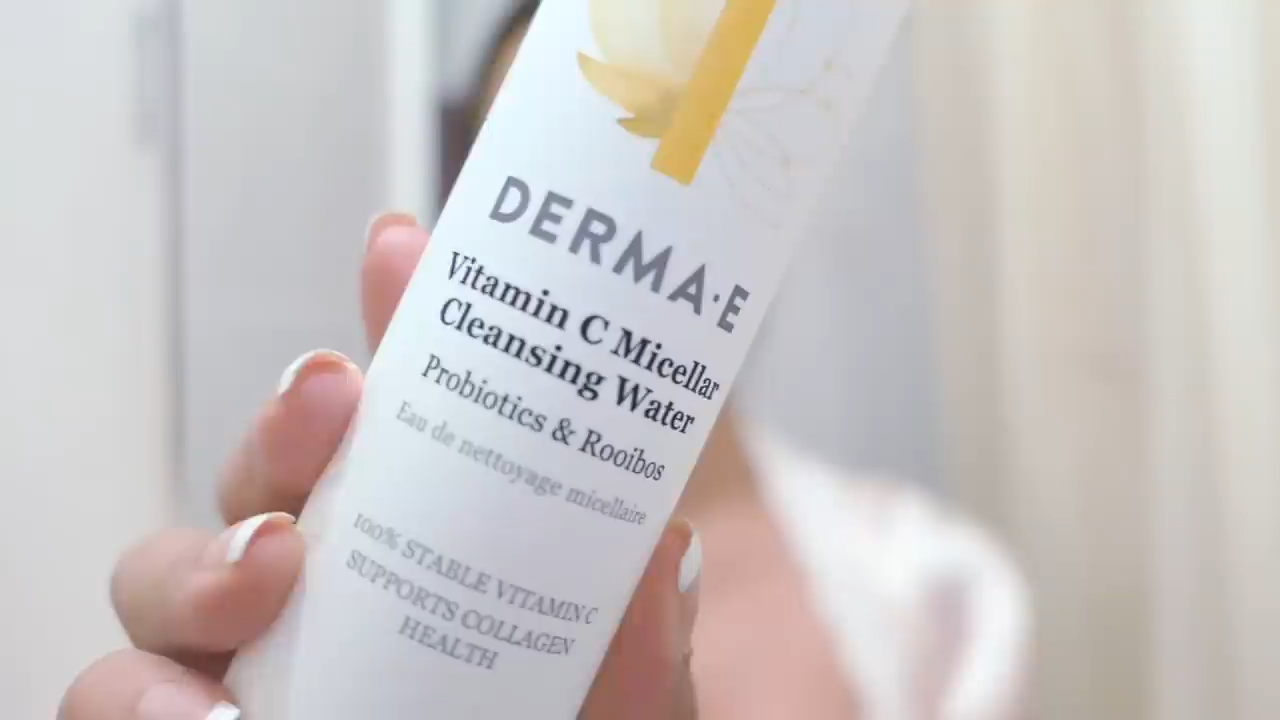 DERMA·E
Vitamin C Micellar
Cleansing Water
Probiotics & Rooibos
Eau de nettoyage micellaire
100% STABLE VITAMIN C
SUPPORTS COLLAGEN
HEALTH